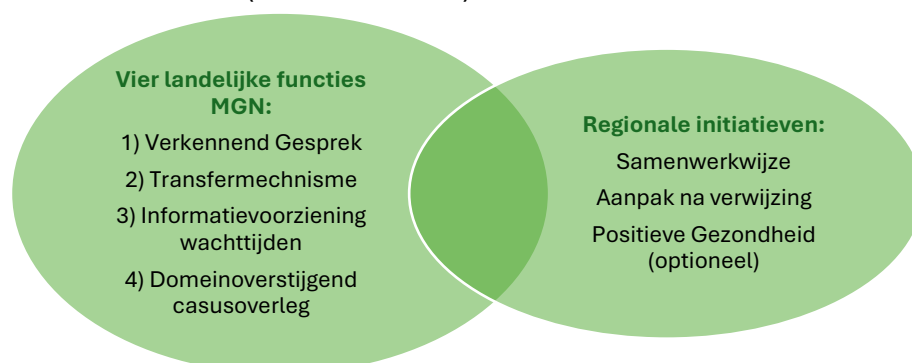 Vier landelijke functies
MGN:
1) Verkennend Gesprek
2) Transfermechnisme
3) Informatievoorziening
wachttijden
4) Domeinoverstijgend
casusoverleg
Regionale initiatieven:
Samenwerkwijze
Aanpak na verwijzing
Positieve Gezondheid
(optioneel)